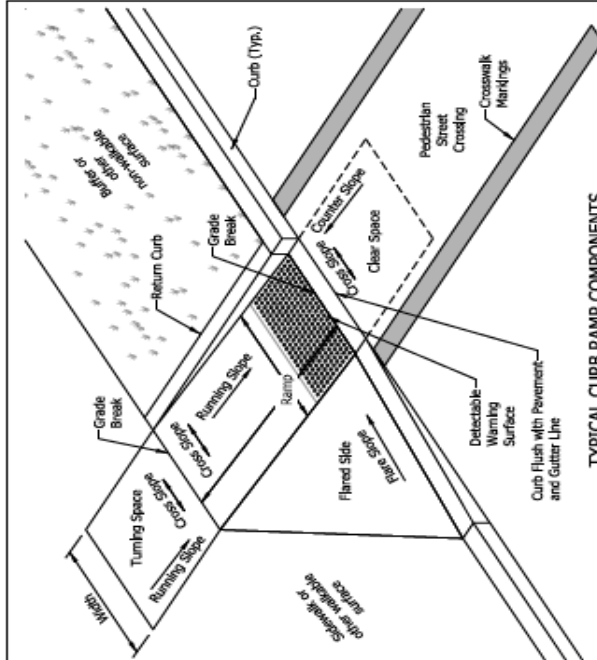 Buffer or
other
non-walkable
surface
Curb (Typ.)
Return Curb
Grade
Break
Grade
Break
Pedestrian
Street
Crossing
Crosswalk
Markings
Counter Slope
Cross Slope
Clear Space
Running Slope
Cross Slope
Ramp
Turning Space
Cross Slope
Running Slope
Width
Flared Side
Flare Slope
Detectable
Warning
Surface
Curb Flush with Pavement
and Gutter Line
Sidewalk or
other walkable
surface
TYPICAL CURB RAMP COMPONENTS